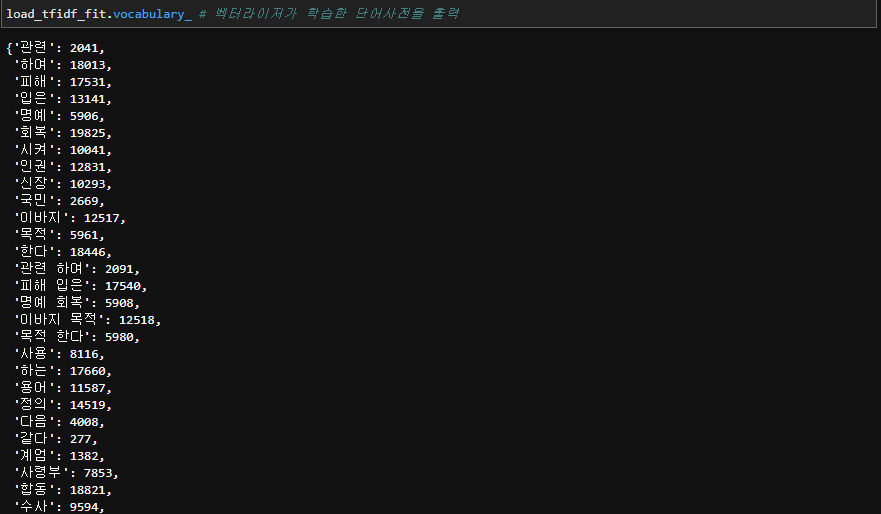 load_tfidf_fit.vocabulary_ # 벡터라이저가 학습한 단어사전을 출력
{'관련': 2041,
'하여': 18013,
'피해': 17531,
'입은': 13141,
'명예': 5906,
'회복': 19825,
'시켜': 10041,
'인권': 12831,
'신장': 10293,
'국민': 2669,
'이바지': 12517,
'목적': 5961,
'한다': 18446,
'관련 하여': 2091,
'피해 입은': 17540,
'명예 회복': 5908,
'이바지 목적': 12518,
'목적 한다': 5980,
'사용': 8116,
'하는': 17660,
'용어': 11587,
'정의': 14519,
'다음': 4008,
'같다': 277,
'계엄': 1382,
'사령부': 7853,
'합동': 18821,
'수사': 9594,